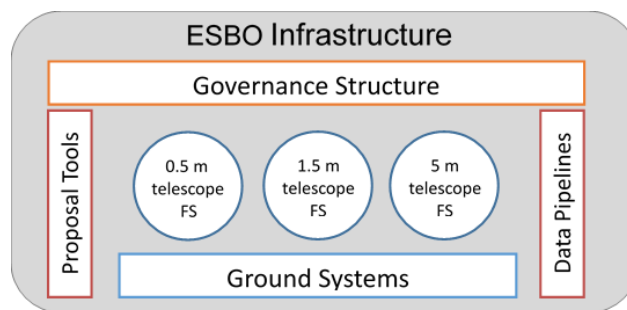 ESBO Infrastructure
Governance Structure
Proposal Tools
0.5 m
telescope
FS
1.5 m
telescope
FS
5 m
telescope
FS
Data Pipelines
Ground Systems